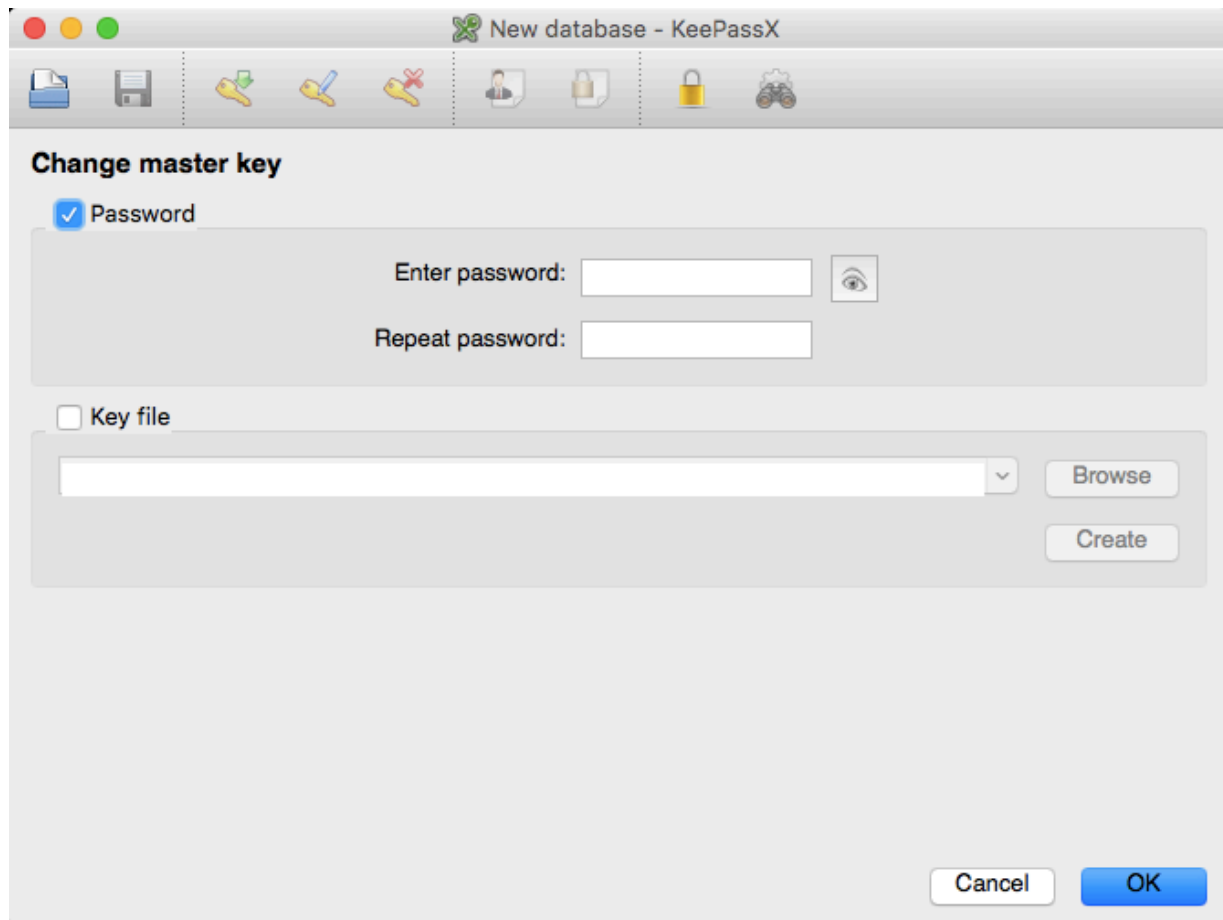 New database - KeePassX
Change master key
Password
Enter password:
Repeat password:
Key file
Browse
Create
Cancel
OK